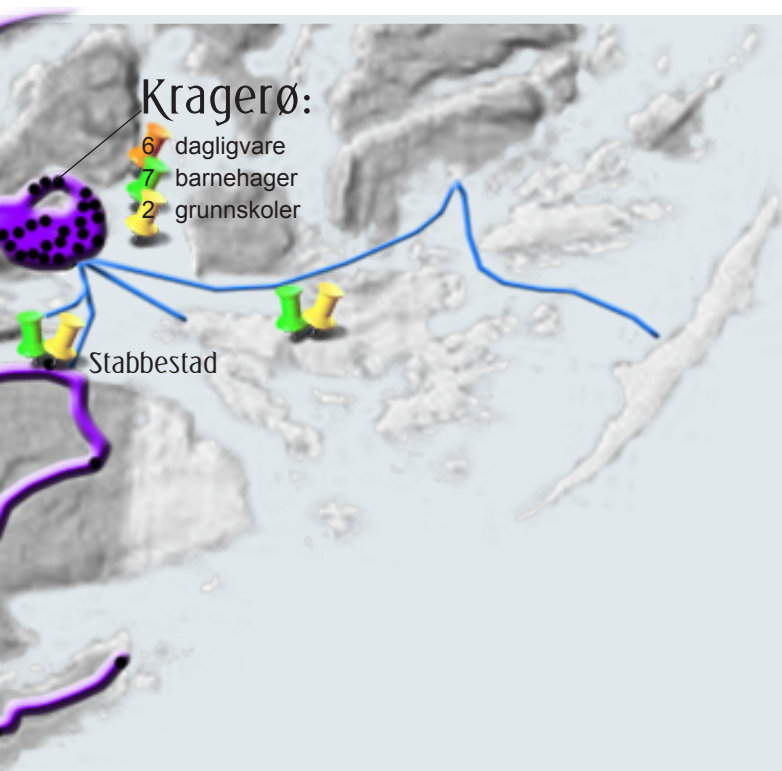 Kragerø:
6 dagligvare
7 barnehager
2 grunnskoler
Stabbestad